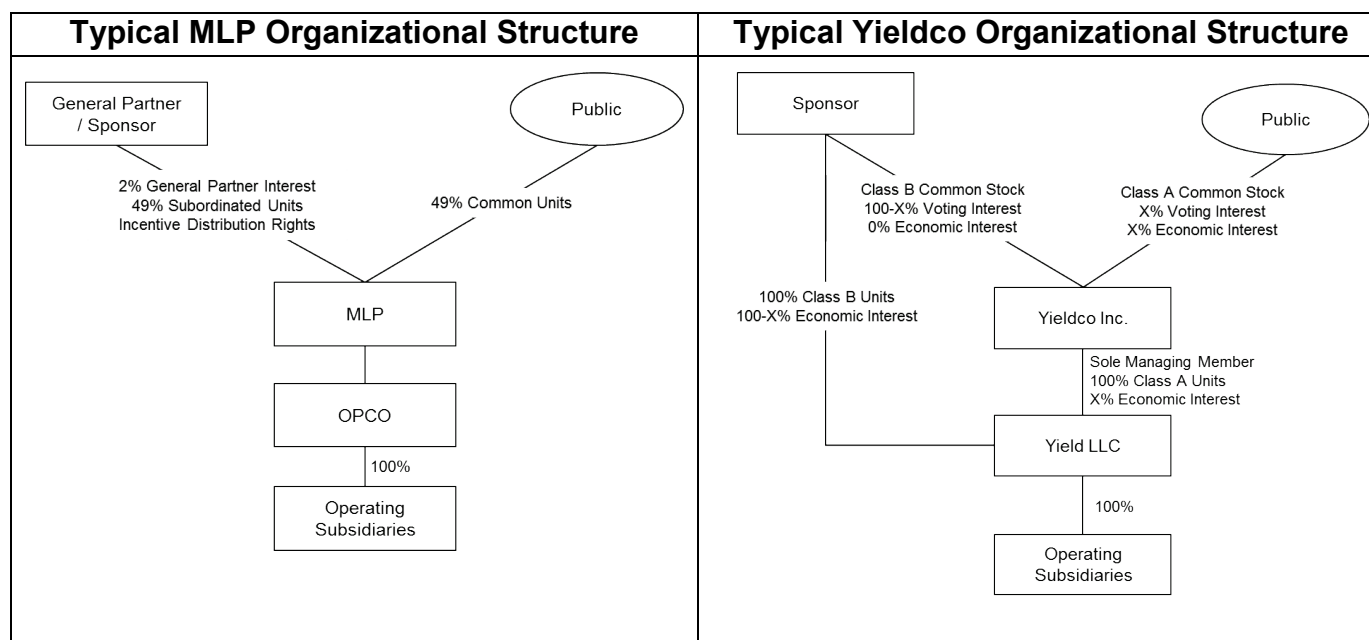 Typical MLP Organizational Structure
General Partner
/ Sponsor
Public
2% General Partner Interest
49% Subordinated Units
Incentive Distribution Rights
49% Common Units
MLP
OPCO
100%
Operating
Subsidiaries
Typical Yieldco Organizational Structure
Sponsor
Public
Class B Common Stock
100-X% Voting Interest
0% Economic Interest
Class A Common Stock
X% Voting Interest
X% Economic Interest
100% Class B Units
100-X% Economic Interest
Yieldco Inc.
Sole Managing Member
100% Class A Units
X% Economic Interest
Yield LLC
100%
Operating
Subsidiaries